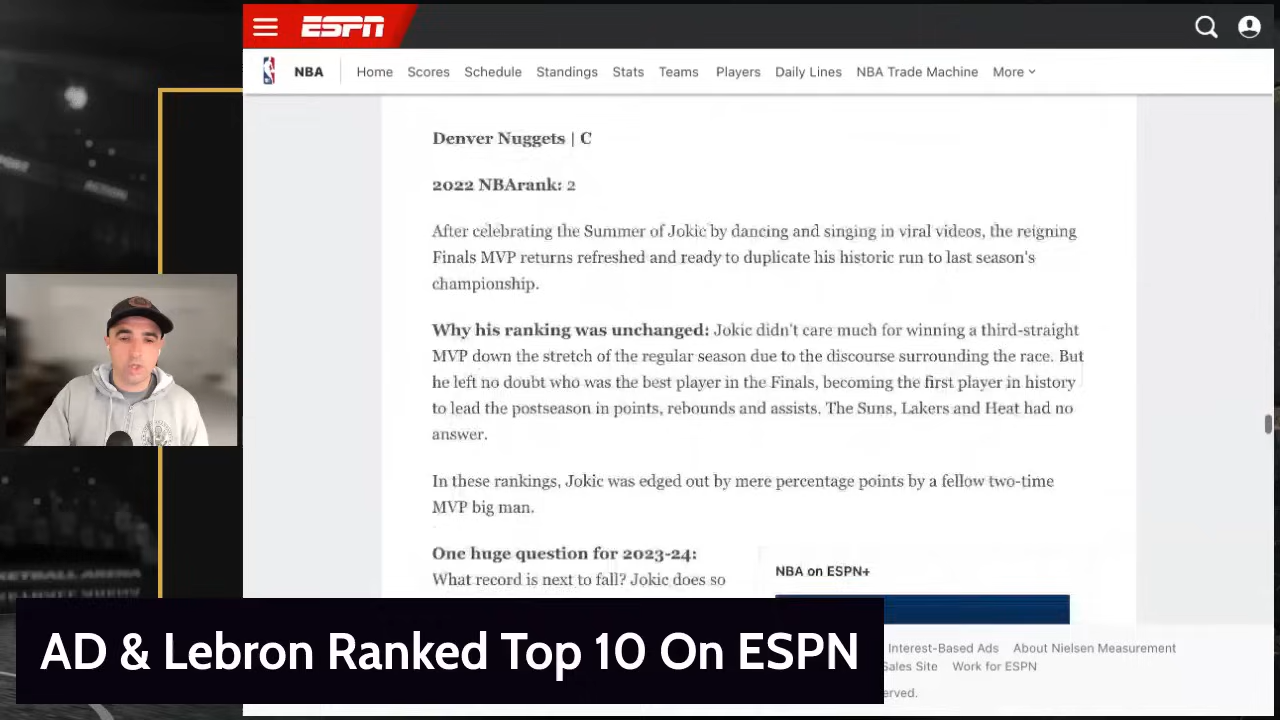 ESPN
NBA
Home
Scores
Schedule
Standings
Stats
Teams
Players
Daily Lines
NBA Trade Machine
More
Denver Nuggets | C
2022 NBArank: 2
After celebrating the Summer of Jokic by dancing and singing in viral videos, the reigning
Finals MVP returns refreshed and ready to duplicate his historic run to last season's
championship.
Why his ranking was unchanged: Jokic didn't care much for winning a third-straight
MVP down the stretch of the regular season due to the discourse surrounding the race. But
he left no doubt who was the best player in the Finals, becoming the first player in history
to lead the postseason in points, rebounds and assists. The Suns, Lakers and Heat had no
answer.
In these rankings, Jokic was edged out by mere percentage points by a fellow two-time
MVP big man.
One huge question for 2023-24:
What record is next to fall? Jokic does so
NBA on ESPN+
Interest-Based Ads
About Nielsen Measurement
Sales Site
Work for ESPN
erved.
AD & Lebron Ranked Top 10 On ESPN